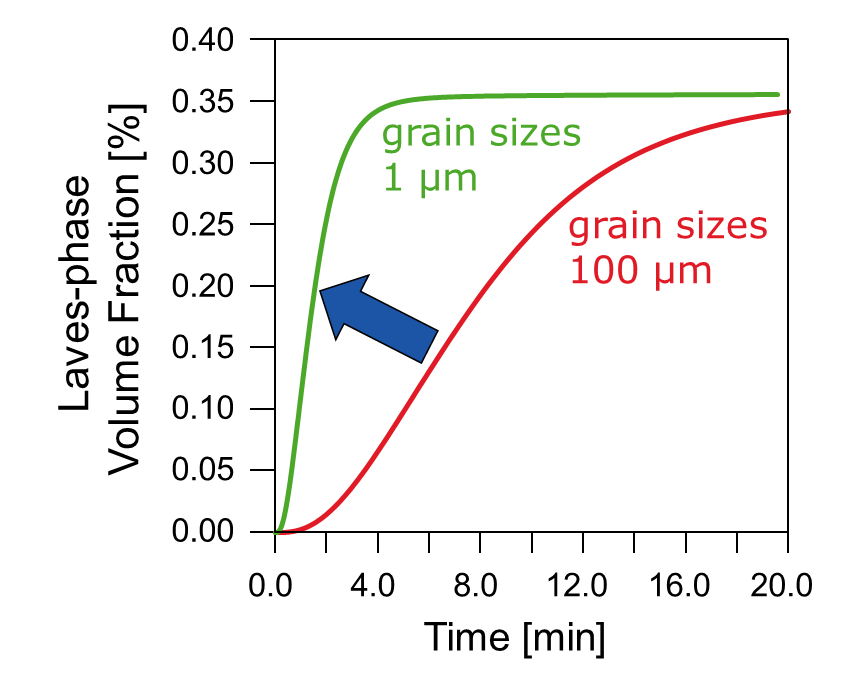 0.40
0.35
0.30
0.25
0.20
0.15
0.10
0.05
0.00
Laves-phase
Volume Fraction [%]
grain sizes
1 µm
grain sizes
100 µm
0.0 4.0 8.0 12.0 16.0 20.0
Time [min]